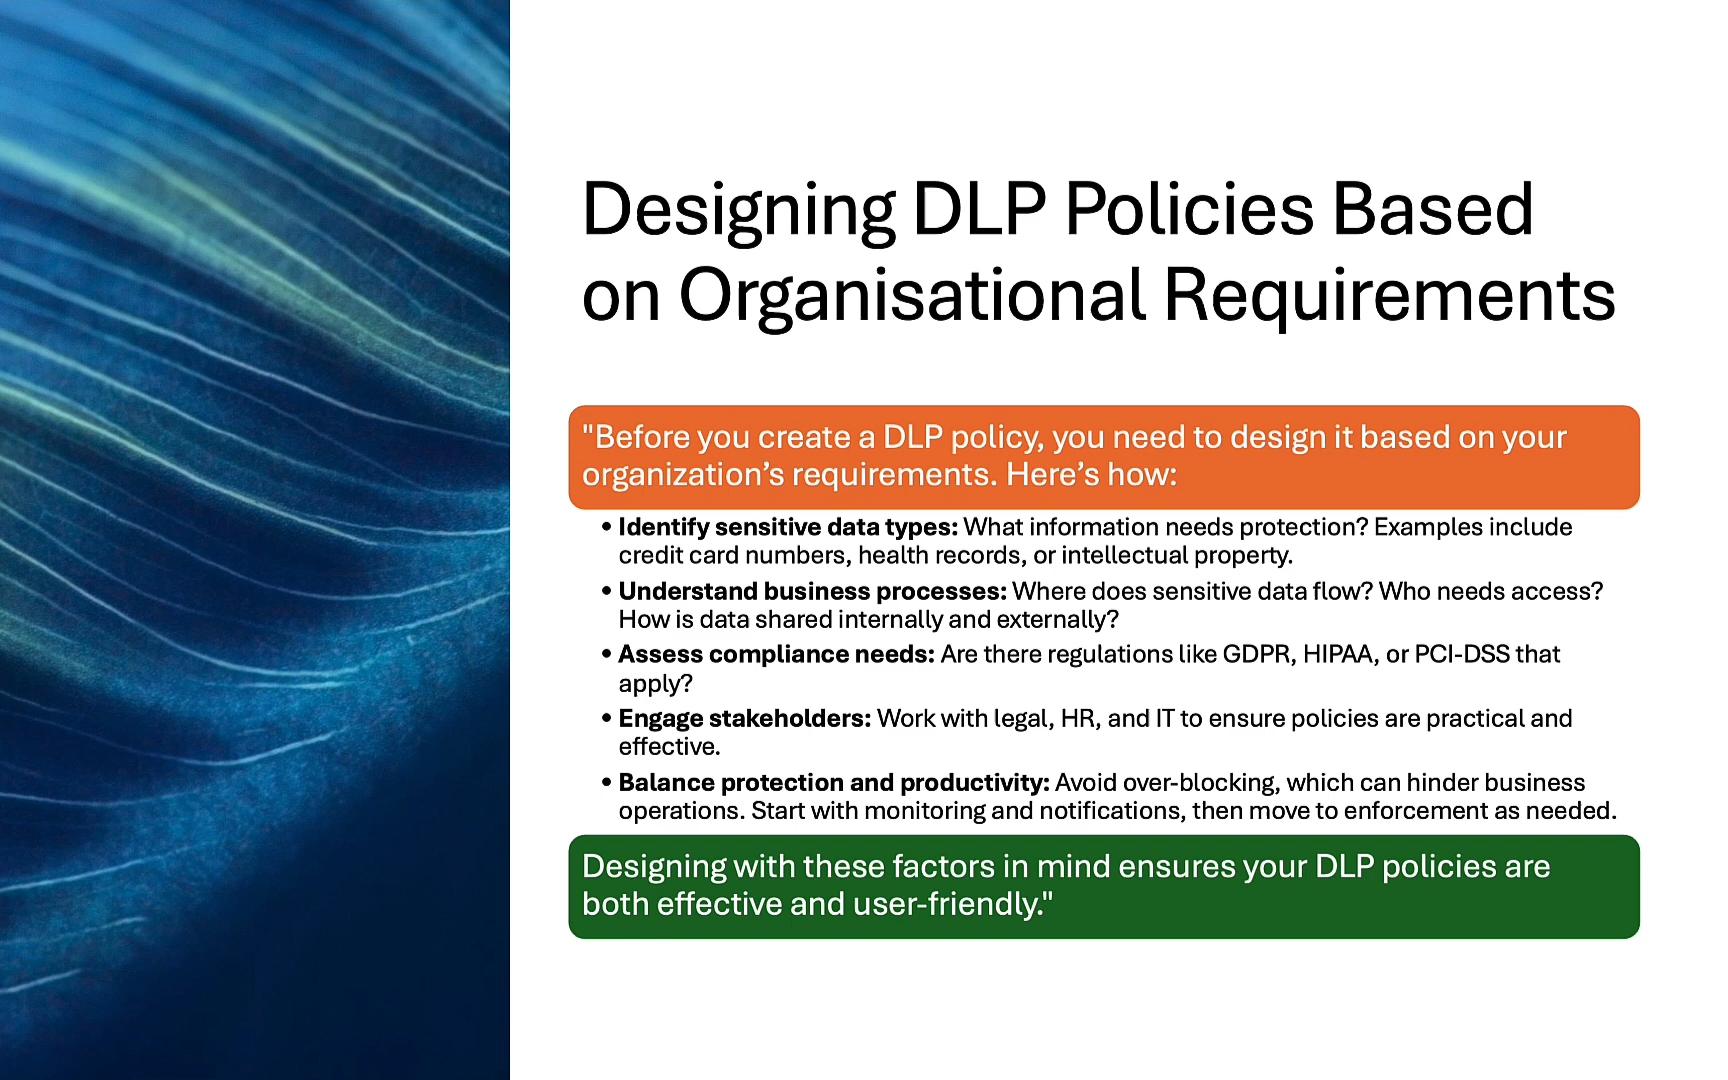 Designing DLP Policies Based
on Organisational Requirements
"Before you create a DLP policy, you need to design it based on your
organization’s requirements. Here’s how:
• Identify sensitive data types: What information needs protection? Examples include
credit card numbers, health records, or intellectual property.
• Understand business processes: Where does sensitive data flow? Who needs access?
How is data shared internally and externally?
• Assess compliance needs: Are there regulations like GDPR, HIPAA, or PCI-DSS that
apply?
• Engage stakeholders: Work with legal, HR, and IT to ensure policies are practical and
effective.
• Balance protection and productivity: Avoid over-blocking, which can hinder business
operations. Start with monitoring and notifications, then move to enforcement as needed.
Designing with these factors in mind ensures your DLP policies are
both effective and user-friendly."